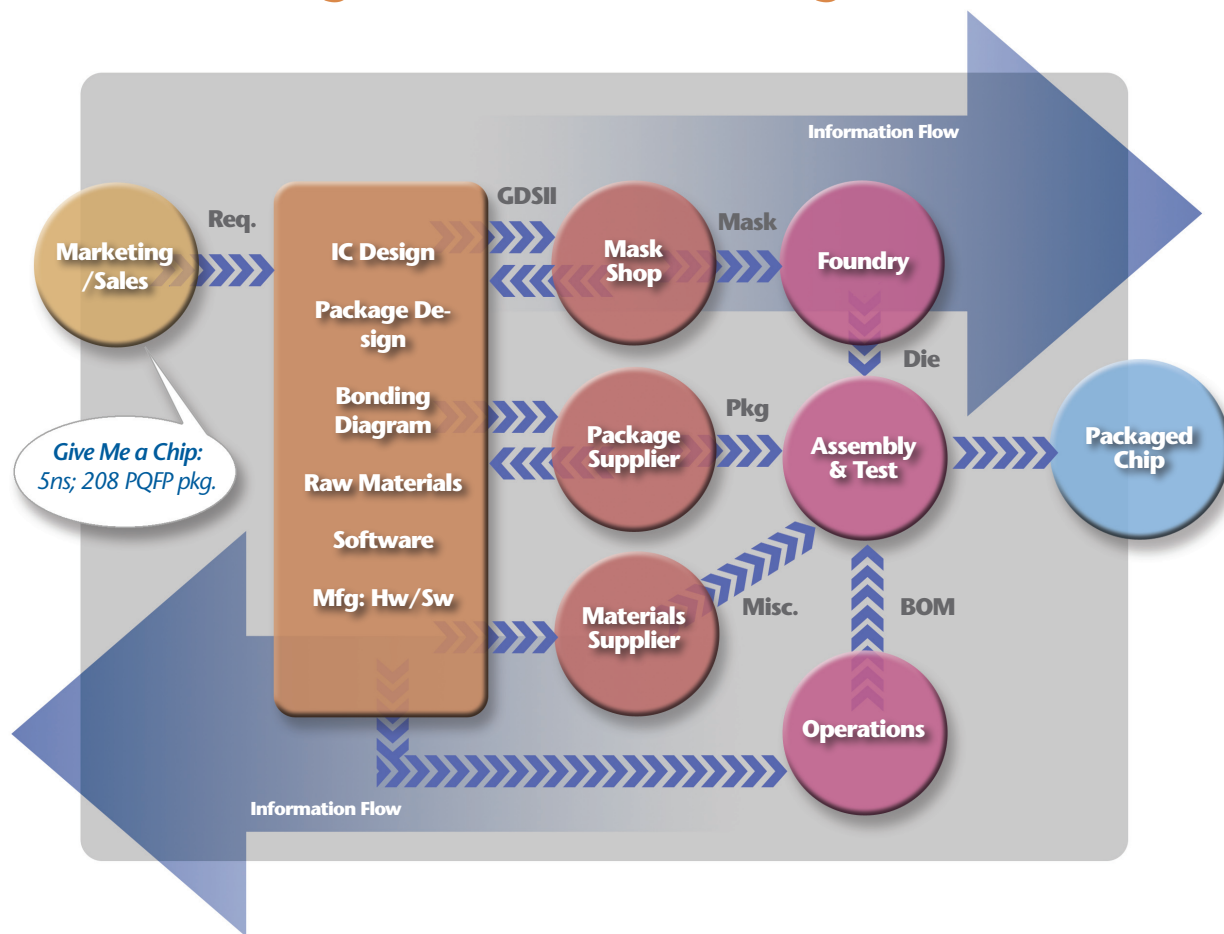 Information Flow
GDSII
Req.
Mask
Marketing
/Sales
IC Design
Mask
Shop
Foundry
Package De-
sign
Die
Bonding
Diagram
Pkg
Package
Supplier
Assembly
& Test
Packaged
Chip
Give Me a Chip:
5ns; 208 PQFP pkg.
Raw Materials
Software
Mfg: Hw/Sw
Materials
Supplier
Misc.
BOM
Operations
Information Flow